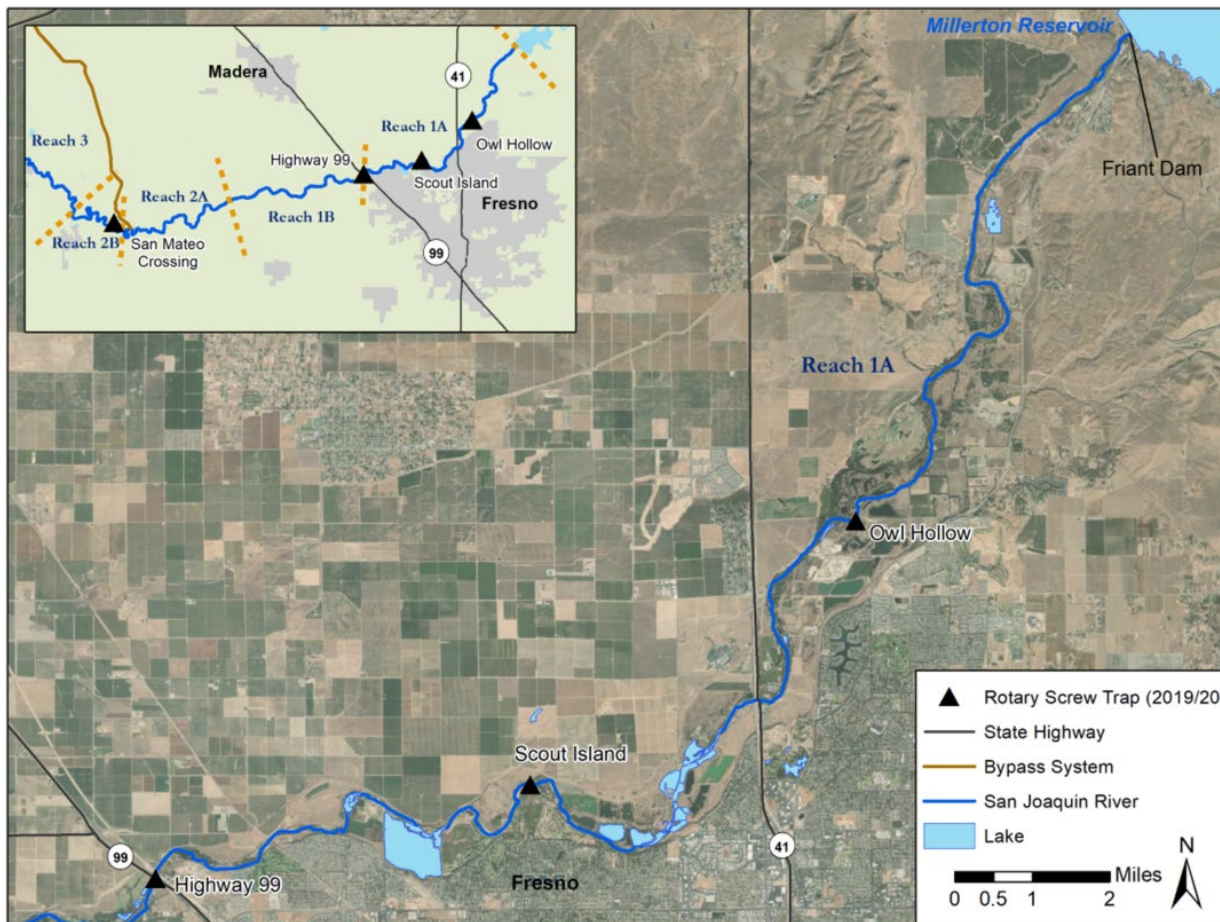 Millerton Reservoir
Friant Dam
Reach 1A
Owl Hollow
Scout Island
Highway 99
Fresno
99
41
Madera
41
Reach 3
Reach 1A
Owl Hollow
Highway 99
Scout Island
Reach 2A
Reach 1B
Fresno
Reach 2B
San Mateo
Crossing
99
Rotary Screw Trap (2019/20
State Highway
Bypass System
San Joaquin River
Lake
N
Miles
0 0.5 1 2